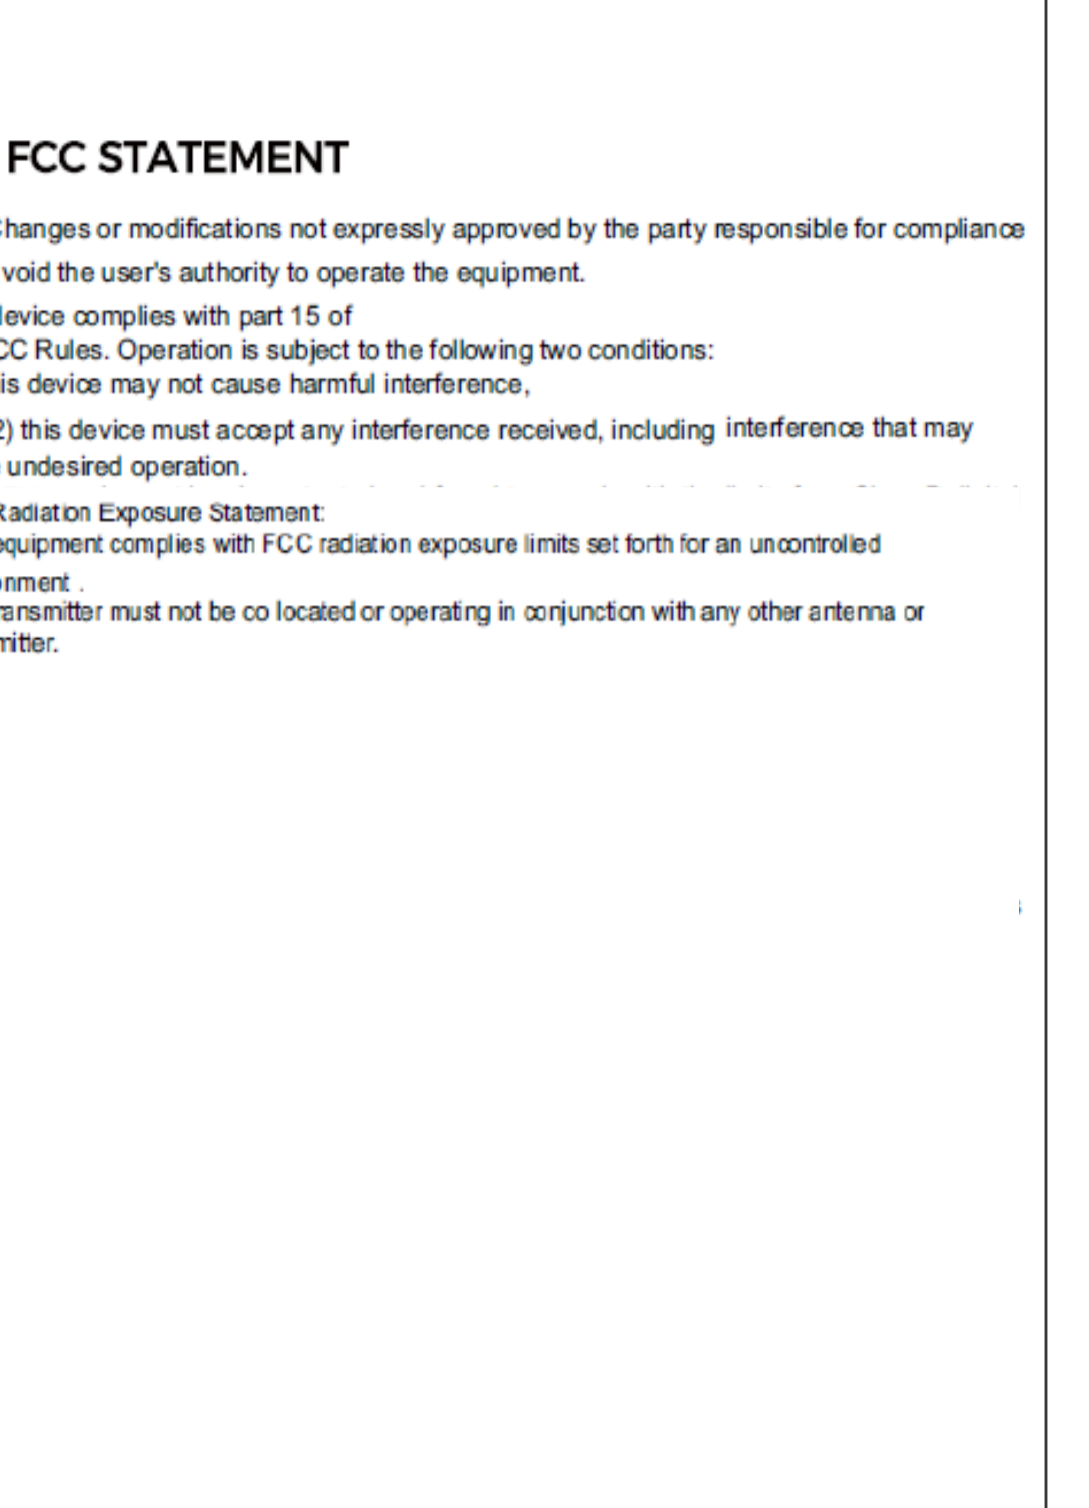 FCC STATEMENT
Changes or modifications not expressly approved by the party responsible for compliance
void the user's authority to operate the equipment.
device complies with part 15 of
CC Rules. Operation is subject to the following two conditions:
is device may not cause harmful interference,
2) this device must accept any interference received, including interference that may
undesired operation.
Radiation Exposure Statement:
equipment complies with FCC radiation exposure limits set forth for an uncontrolled
onment .
ransmitter must not be co located or operating in conjunction with any other antenna or
mitter.